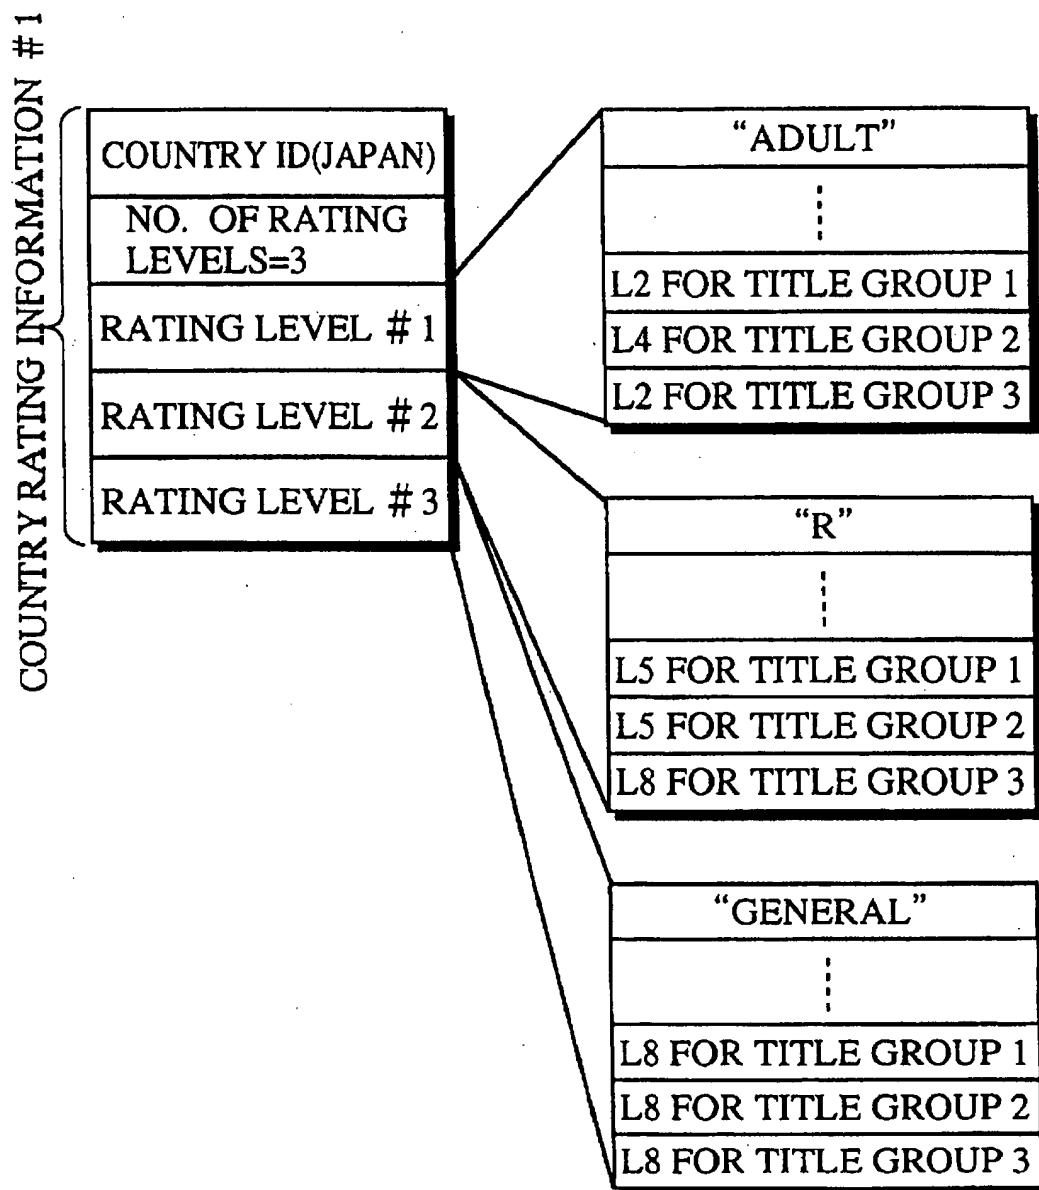 COUNTRY RATING INFORMATION #1
COUNTRY ID(JAPAN)
NO. OF RATING
LEVELS=3
RATING LEVEL #1
RATING LEVEL #2
RATING LEVEL #3
“ADULT”
L2 FOR TITLE GROUP 1
L4 FOR TITLE GROUP 2
L2 FOR TITLE GROUP 3
“R”
L5 FOR TITLE GROUP 1
L5 FOR TITLE GROUP 2
L8 FOR TITLE GROUP 3
“GENERAL”
L8 FOR TITLE GROUP 1
L8 FOR TITLE GROUP 2
L8 FOR TITLE GROUP 3